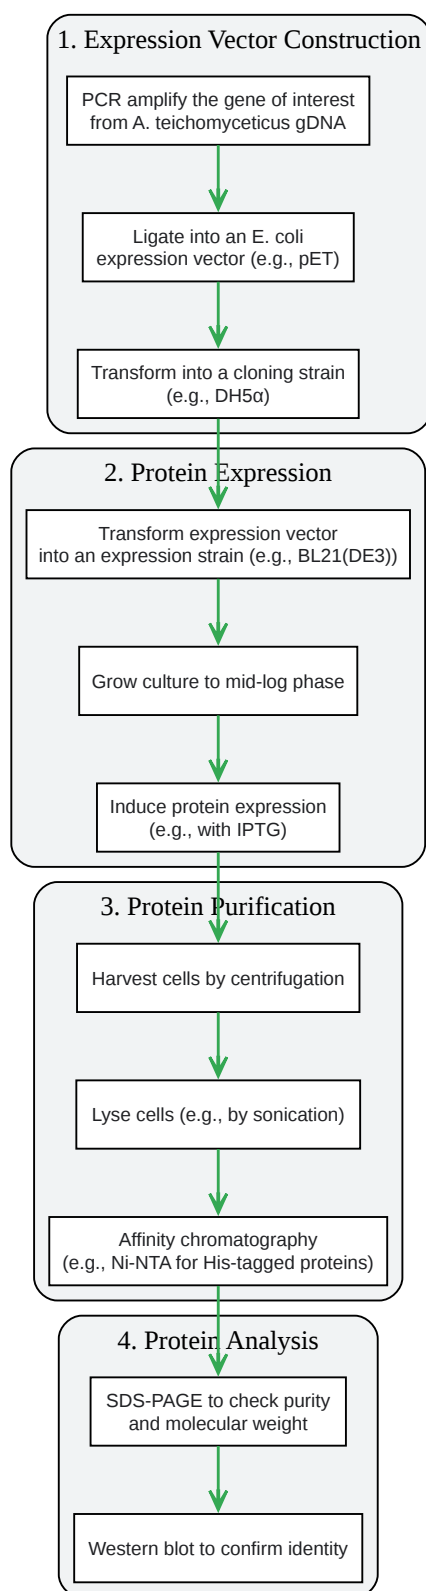 1. Expression Vector Construction
PCR amplify the gene of interest
from A. teichomyceticus gDNA
Ligate into an E. coli
expression vector (e.g., pET)
Transform into a cloning strain
(e.g., DH5α)
2. Protein Expression
Transform expression vector
into an expression strain (e.g., BL21(DE3))
Grow culture to mid-log phase
Induce protein expression
(e.g., with IPTG)
3. Protein Purification
Harvest cells by centrifugation
Lyse cells (e.g., by sonication)
Affinity chromatography
(e.g., Ni-NTA for His-tagged proteins)
4. Protein Analysis
SDS-PAGE to check purity
and molecular weight
Western blot to confirm identity